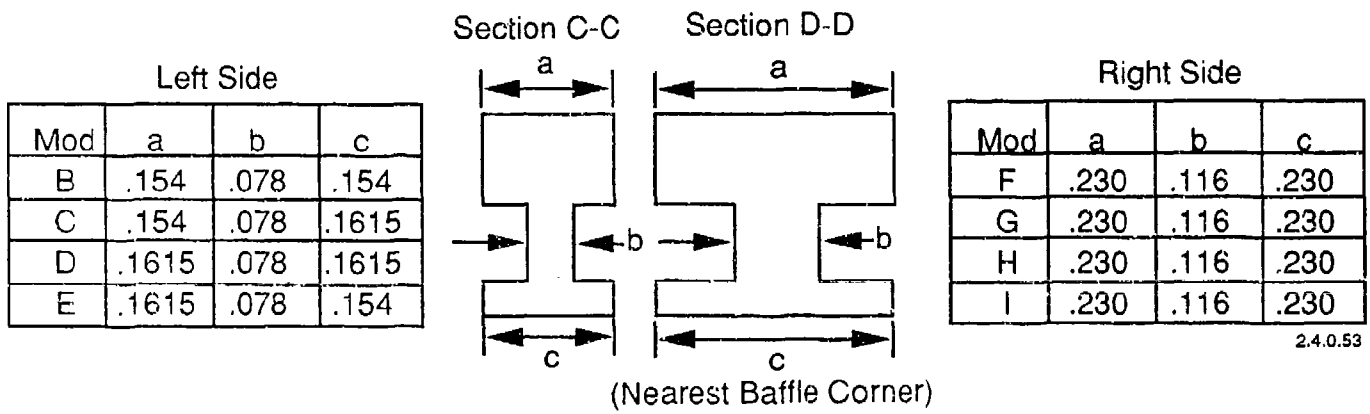 Left Side
Mod a b c
B .154 .078 .154
C .154 .078 .1615
D .1615 .078 .1615
E .1615 .078 .154
Section C-C
a
b
c
Section D-D
a
b
c
(Nearest Baffle Corner)
Right Side
Mod a b c
F .230 .116 .230
G .230 .116 .230
H .230 .116 .230
I .230 .116 .230
2.4.0.53